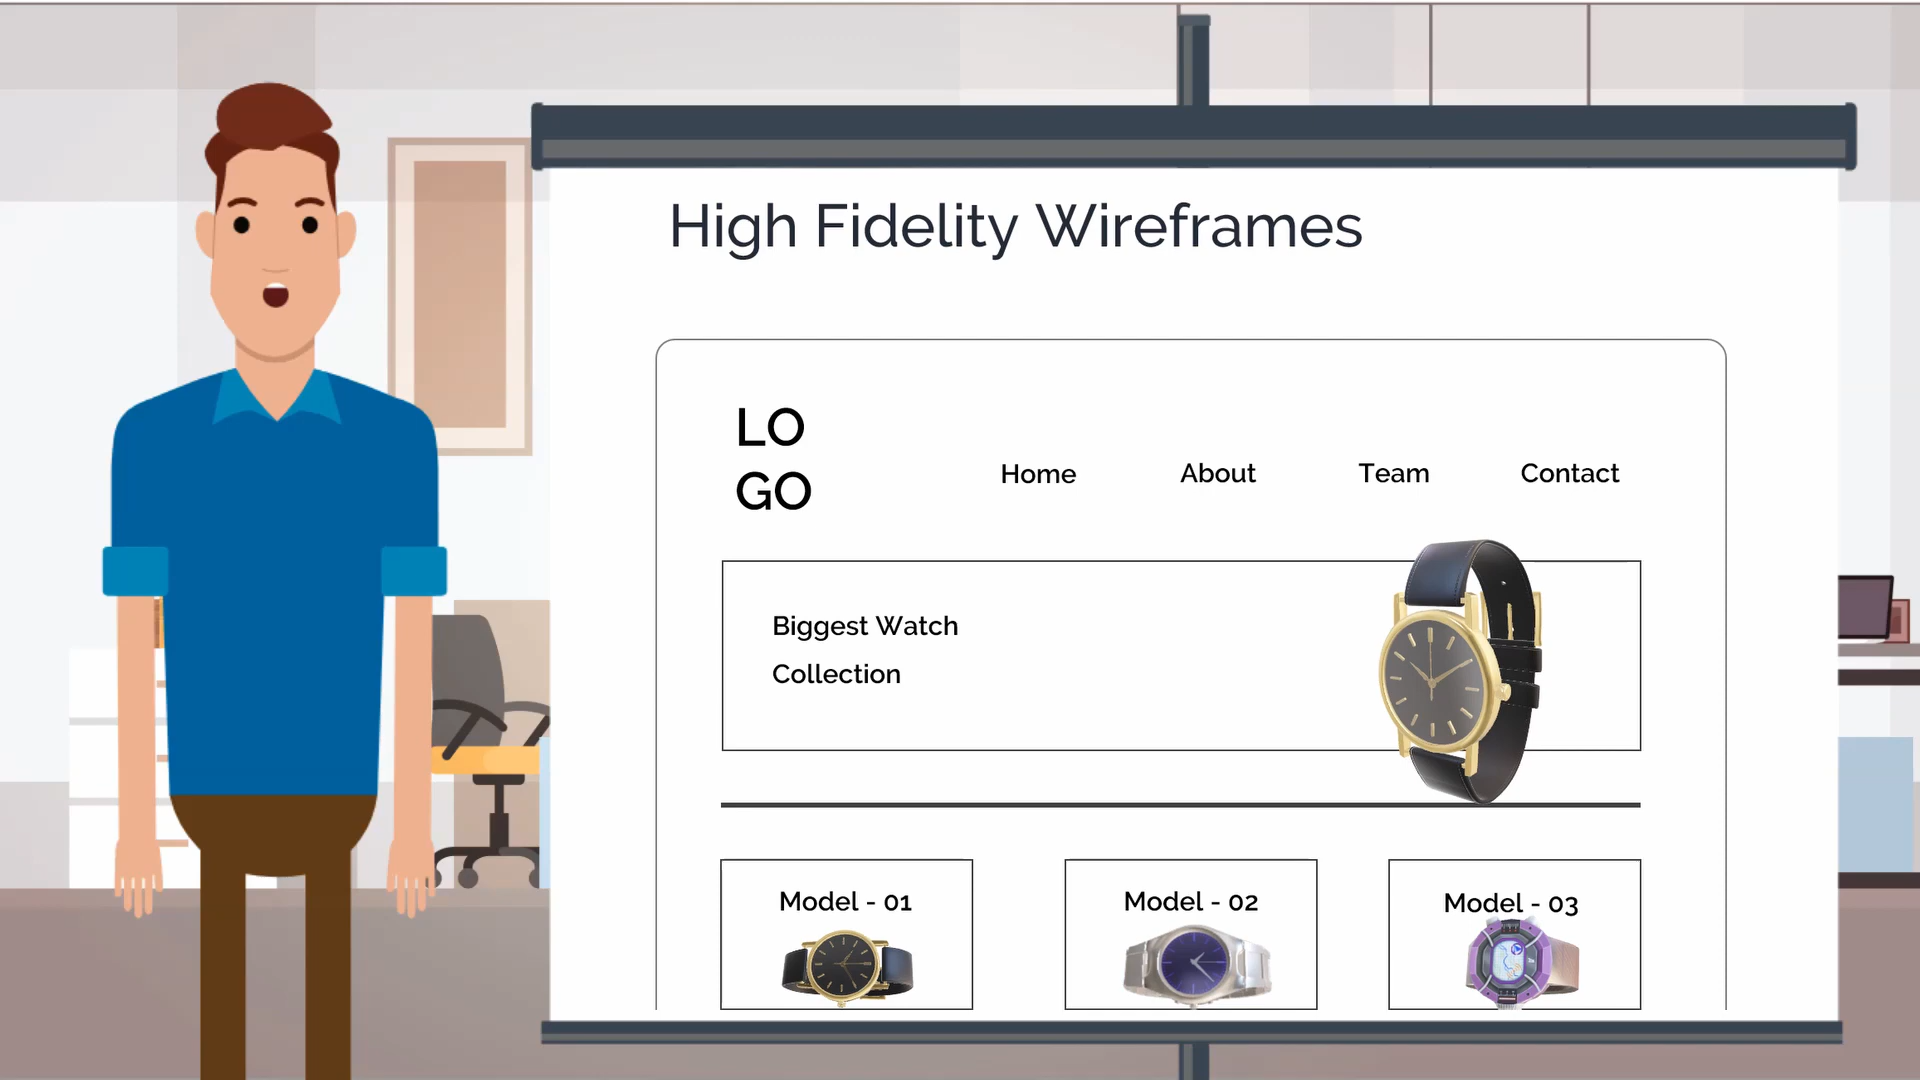 High Fidelity Wireframes
LO
GO
Home About Team Contact
Biggest Watch
Collection
Model - 01
Model - 02
Model - 03